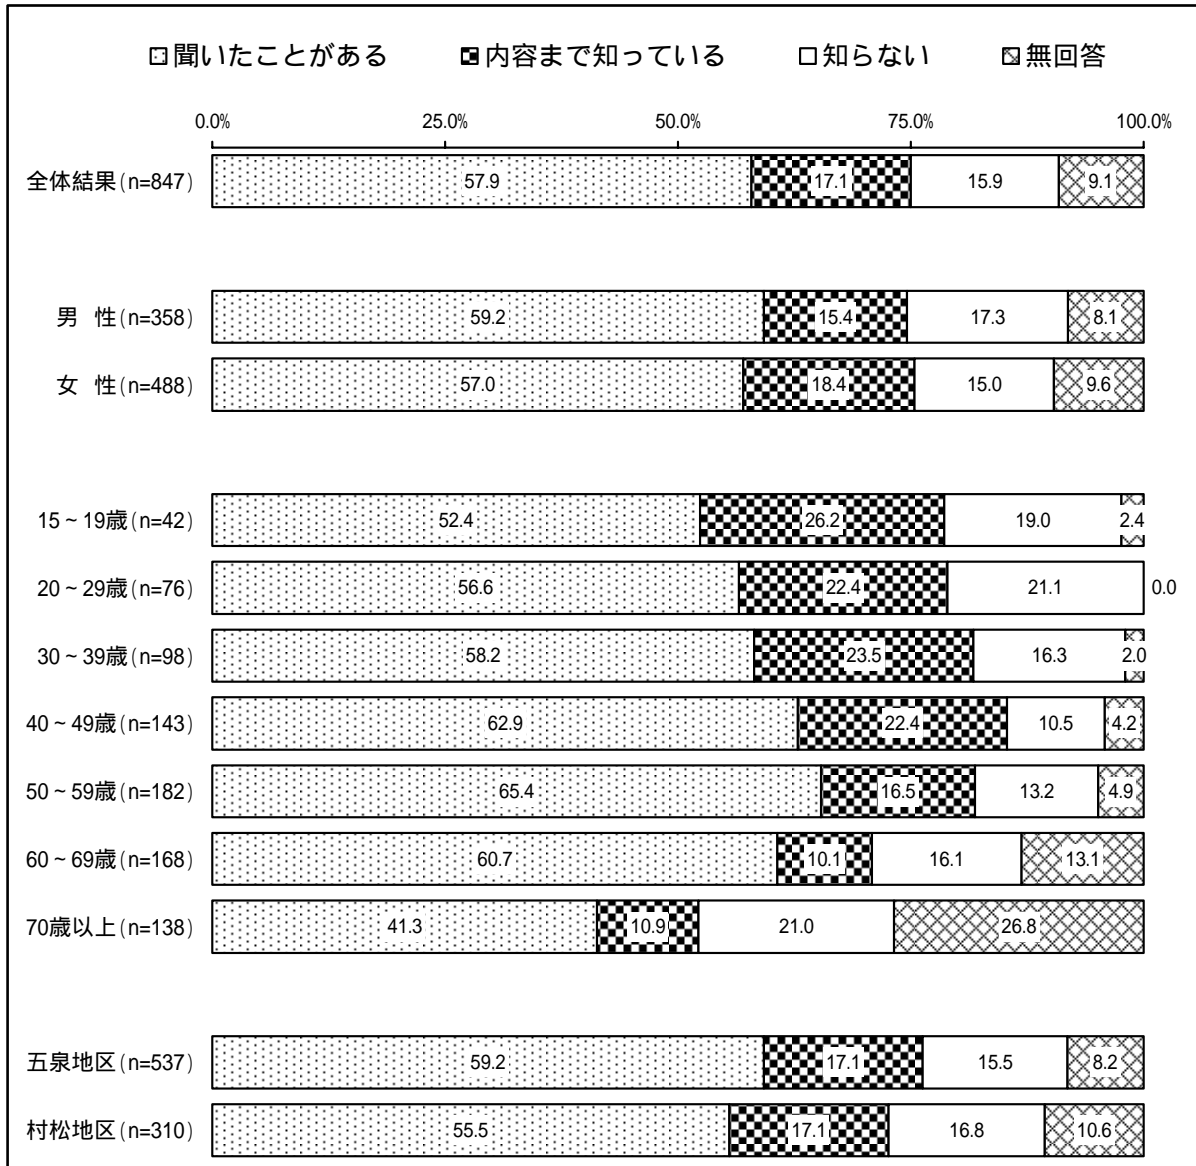 聞いたことがある 内容まで知っている 知らない 無回答
0.0% 25.0% 50.0% 75.0% 100.0%
全体結果(n=847) 57.9 17.1 15.9 9.1
男 性(n=358) 59.2 15.4 17.3 8.1
女 性(n=488) 57.0 18.4 15.0 9.6
15~19歳(n=42) 52.4 26.2 19.0 2.4
20~29歳(n=76) 56.6 22.4 21.1 0.0
30~39歳(n=98) 58.2 23.5 16.3 2.0
40~49歳(n=143) 62.9 22.4 10.5 4.2
50~59歳(n=182) 65.4 16.5 13.2 4.9
60~69歳(n=168) 60.7 10.1 16.1 13.1
70歳以上(n=138) 41.3 10.9 21.0 26.8
五泉地区(n=537) 59.2 17.1 15.5 8.2
村松地区(n=310) 55.5 17.1 16.8 10.6